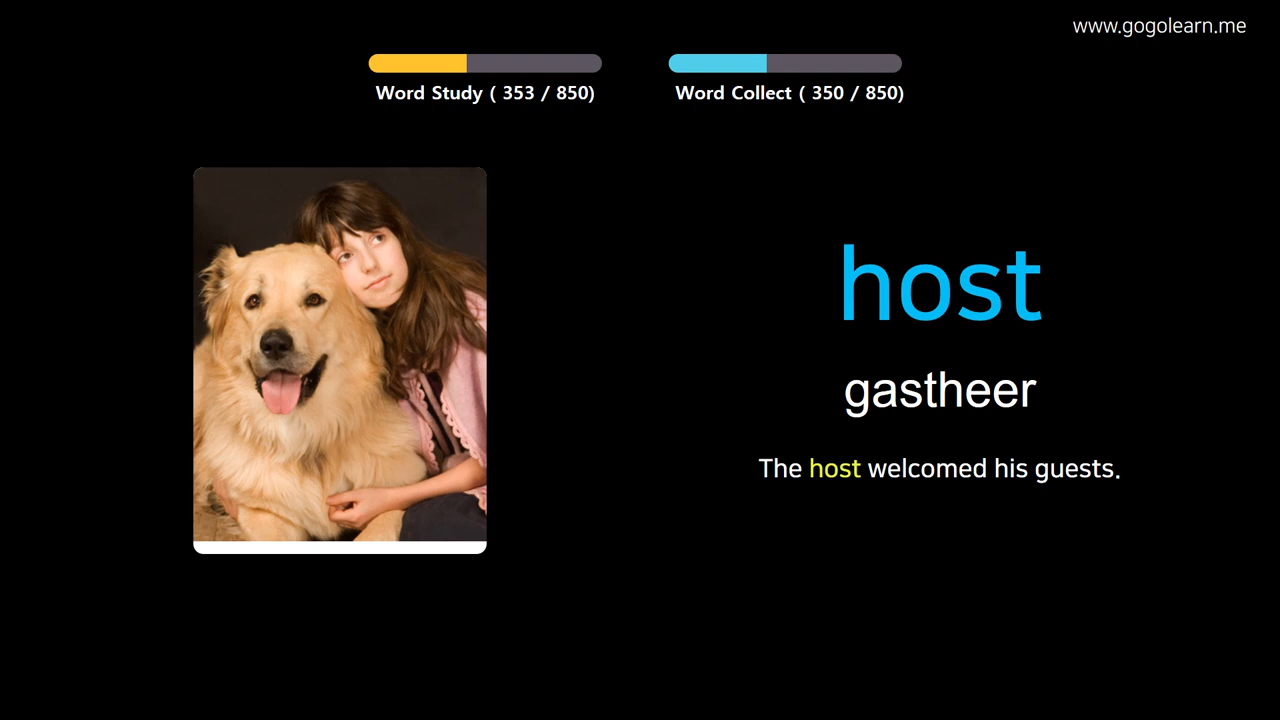 www.gogolearn.me
Word Study ( 353 / 850)
Word Collect ( 350 / 850)
host
gastheer
The host welcomed his guests.